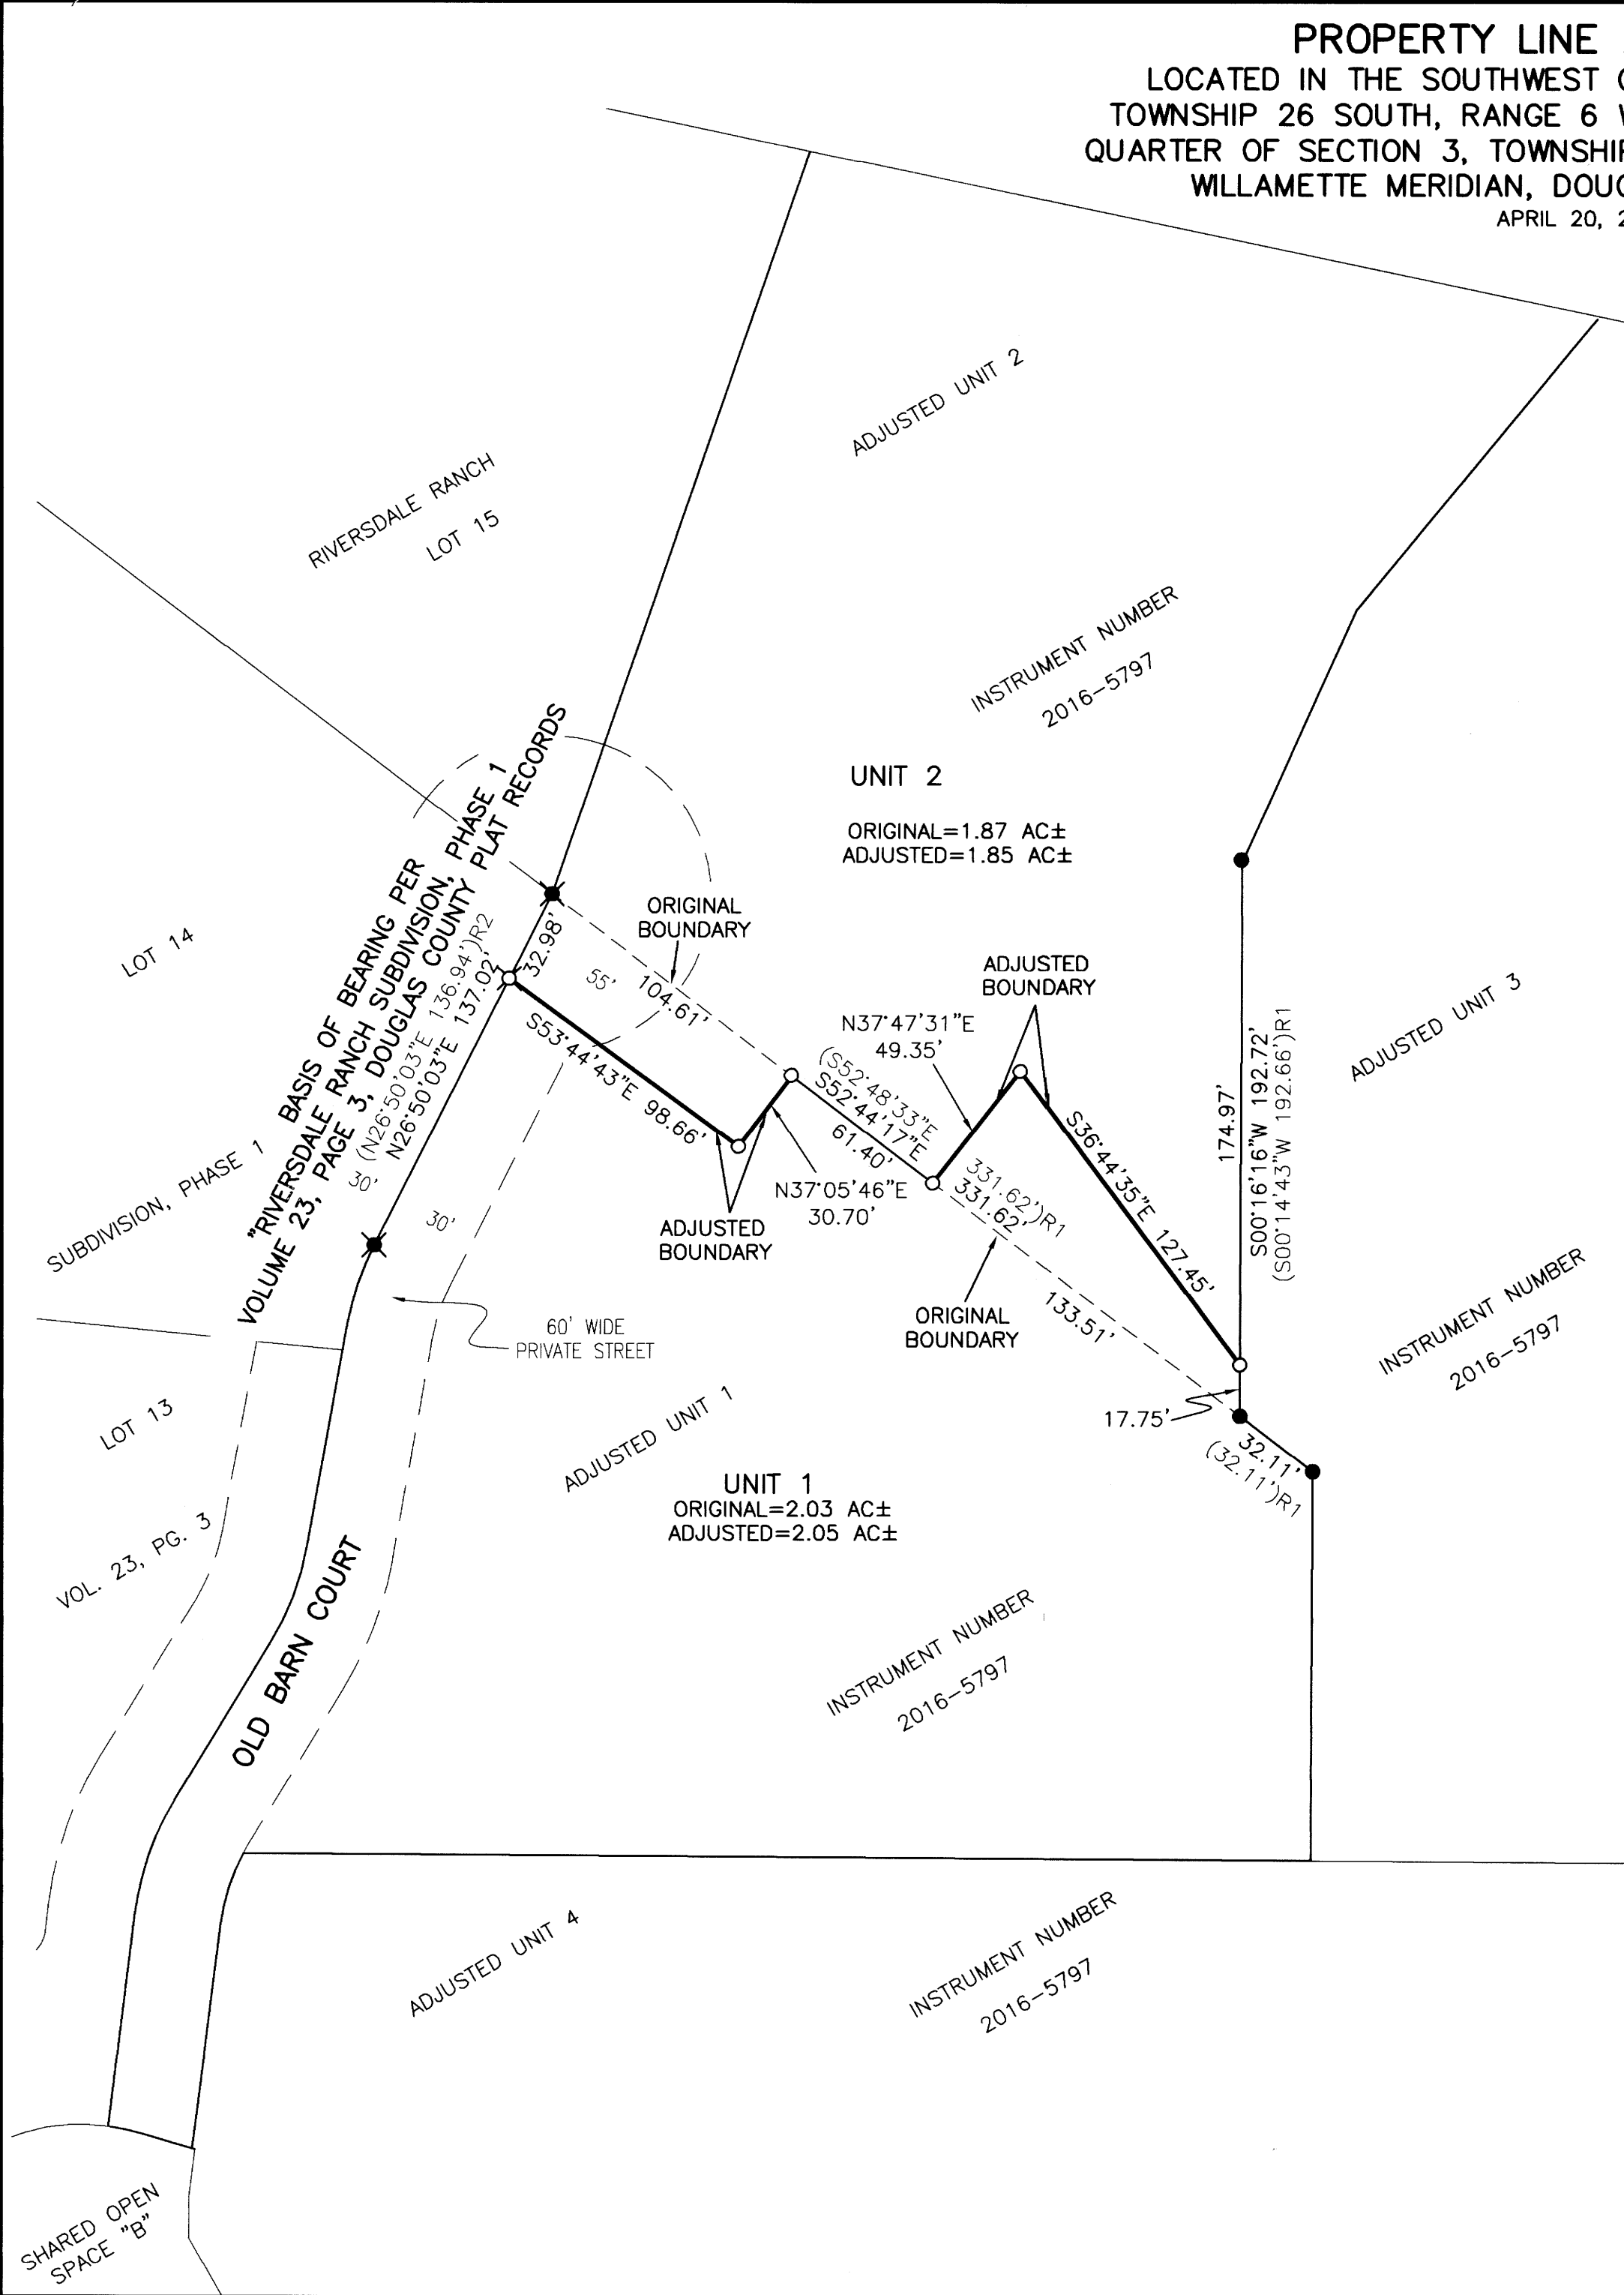 PROPERTY LINE
LOCATED IN THE SOUTHWEST
TOWNSHIP 26 SOUTH, RANGE 6
QUARTER OF SECTION 3, TOWNSHIP
WILLAMETTE MERIDIAN, DOUG
APRIL 20, 2
ADJUSTED UNIT 2
RIVERSDALE RANCH
LOT 15
INSTRUMENT NUMBER
2016-5797
UNIT 2
ORIGINAL=1.87 AC±
ADJUSTED=1.85 AC±
BASIS OF BEARING PER
"RIVERSDALE RANCH SUBDIVISION, PHASE 1
VOLUME 23, PAGE 3, DOUGLAS COUNTY PLAT RECORDS
(N26°50'03"E 136.94')R2
N26°50'03"E 137.02'
32.98'
30'
30'
55'
ORIGINAL
BOUNDARY
104.61'
S53°44'43"E 98.66'
ADJUSTED
BOUNDARY
N37°47'31"E
49.35'
(S52°48'33"E
S52°44'17"E
61.40'
331.62')R1
331.62'
N37°05'46"E
30.70'
ADJUSTED
BOUNDARY
S36°44'35"E 127.45'
174.97'
S00°16'16"W 192.72'
(S00°14'43"W 192.66')R1
ADJUSTED UNIT 3
INSTRUMENT NUMBER
2016-5797
LOT 14
SUBDIVISION, PHASE 1
60' WIDE
PRIVATE STREET
ORIGINAL
BOUNDARY
133.51'
17.75'
32.11'
(32.11')R1
LOT 13
VOL. 23, PG. 3
ADJUSTED UNIT 1
UNIT 1
ORIGINAL=2.03 AC±
ADJUSTED=2.05 AC±
OLD BARN COURT
INSTRUMENT NUMBER
2016-5797
ADJUSTED UNIT 4
INSTRUMENT NUMBER
2016-5797
SHARED OPEN
SPACE "B"